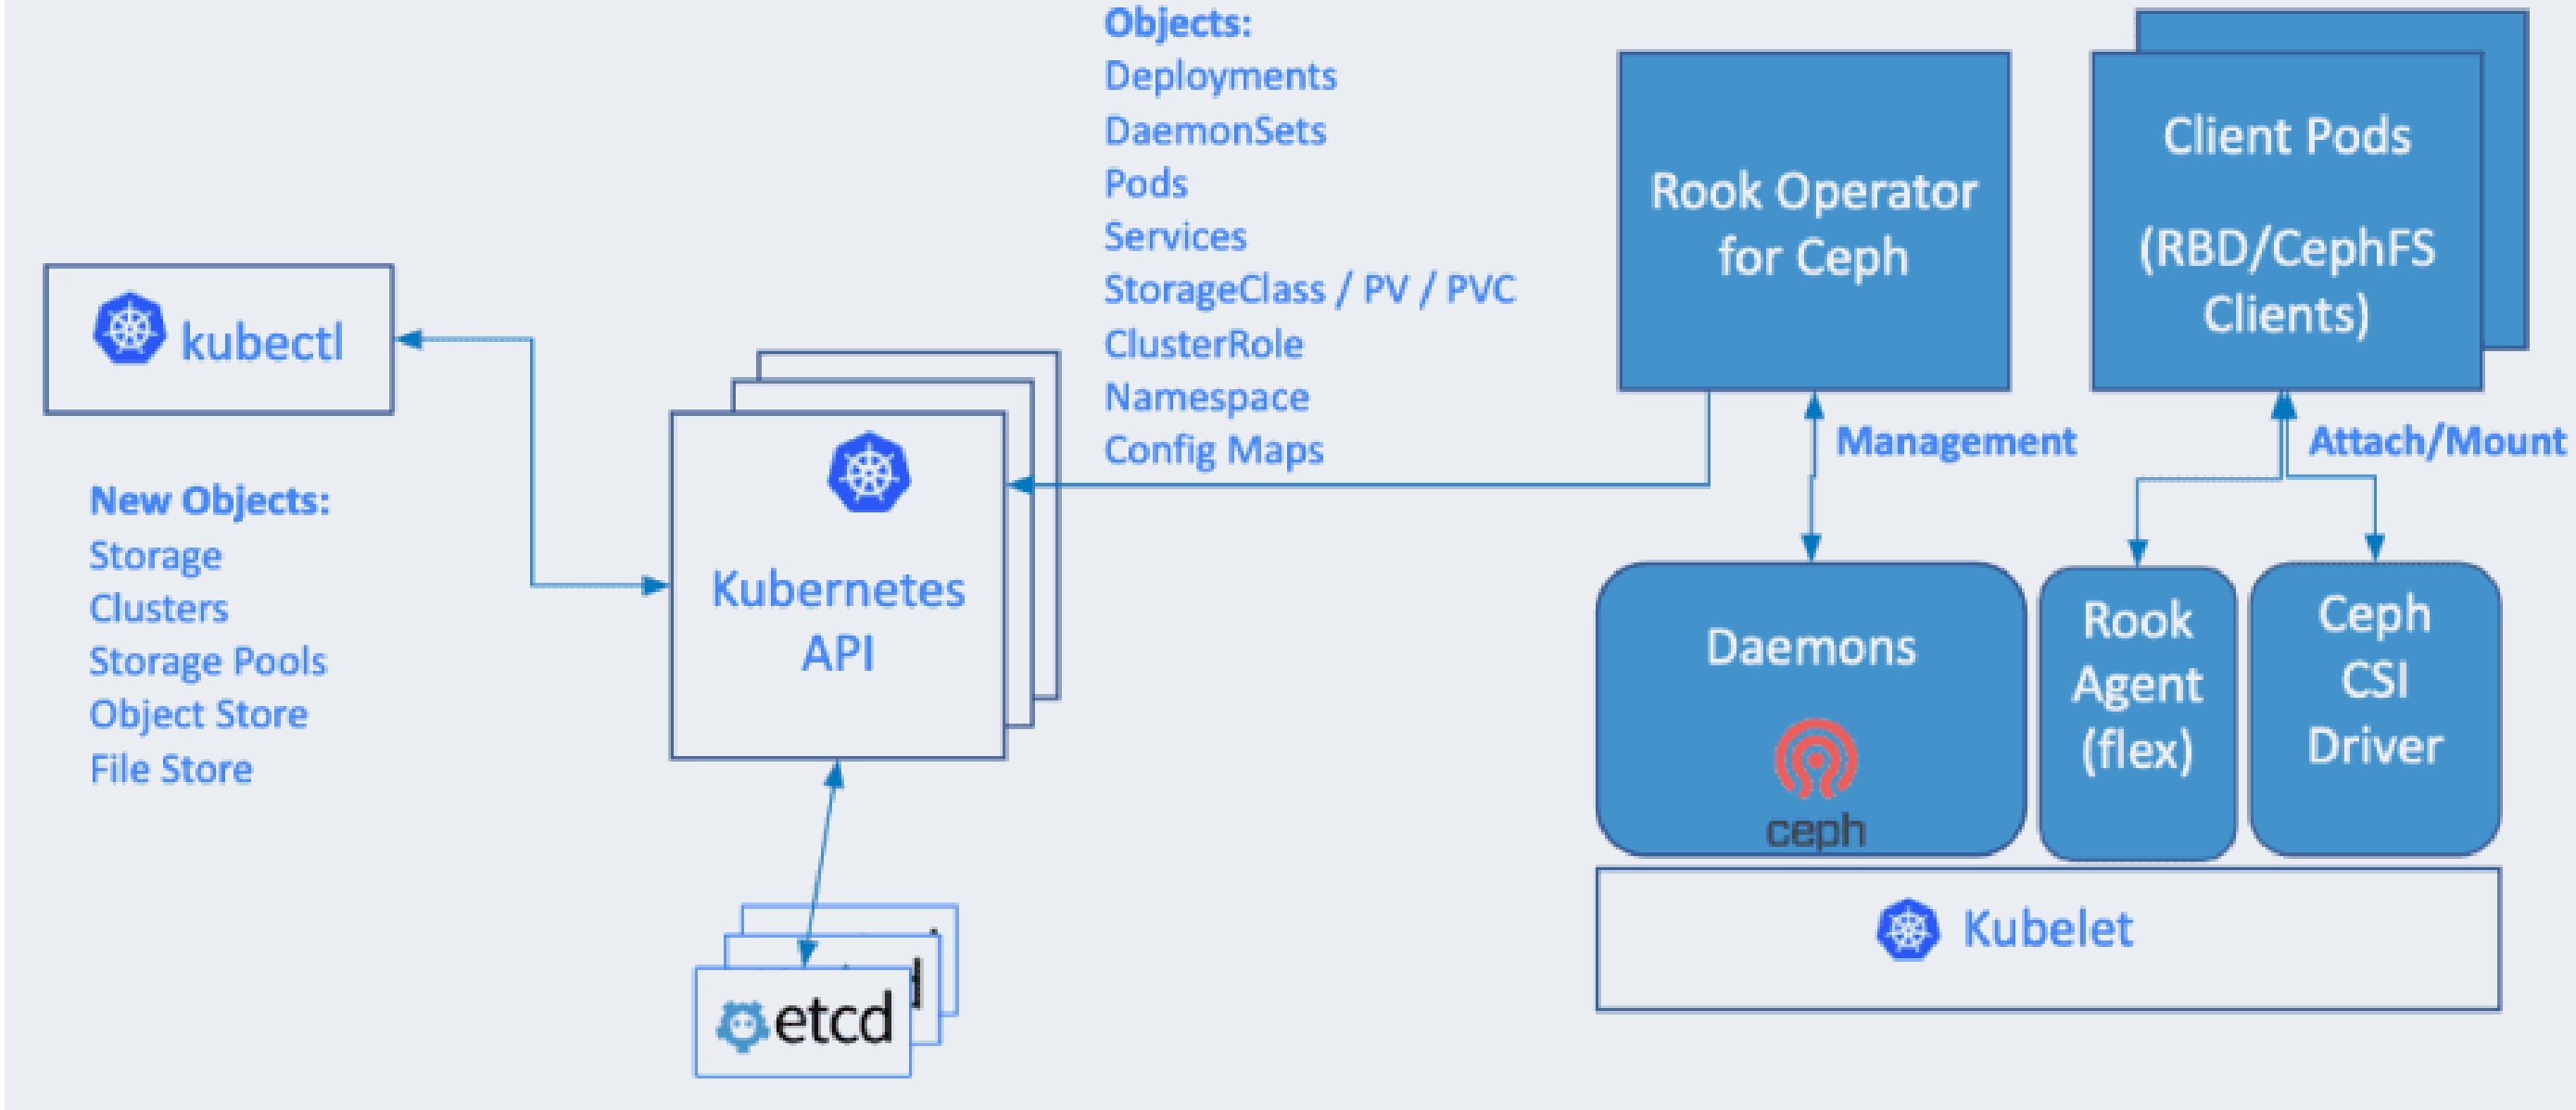 Objects:
Deployments
DaemonSets
Pods
Services
StorageClass / PV / PVC
ClusterRole
Namespace
Config Maps
kubectl
New Objects:
Storage
Clusters
Storage Pools
Object Store
File Store
Kubernetes
API
etcd
Rook Operator
for Ceph
Client Pods
(RBD/CephFS
Clients)
Management
Attach/Mount
Daemons
ceph
Rook
Agent
(flex)
Ceph
CSI
Driver
Kubelet